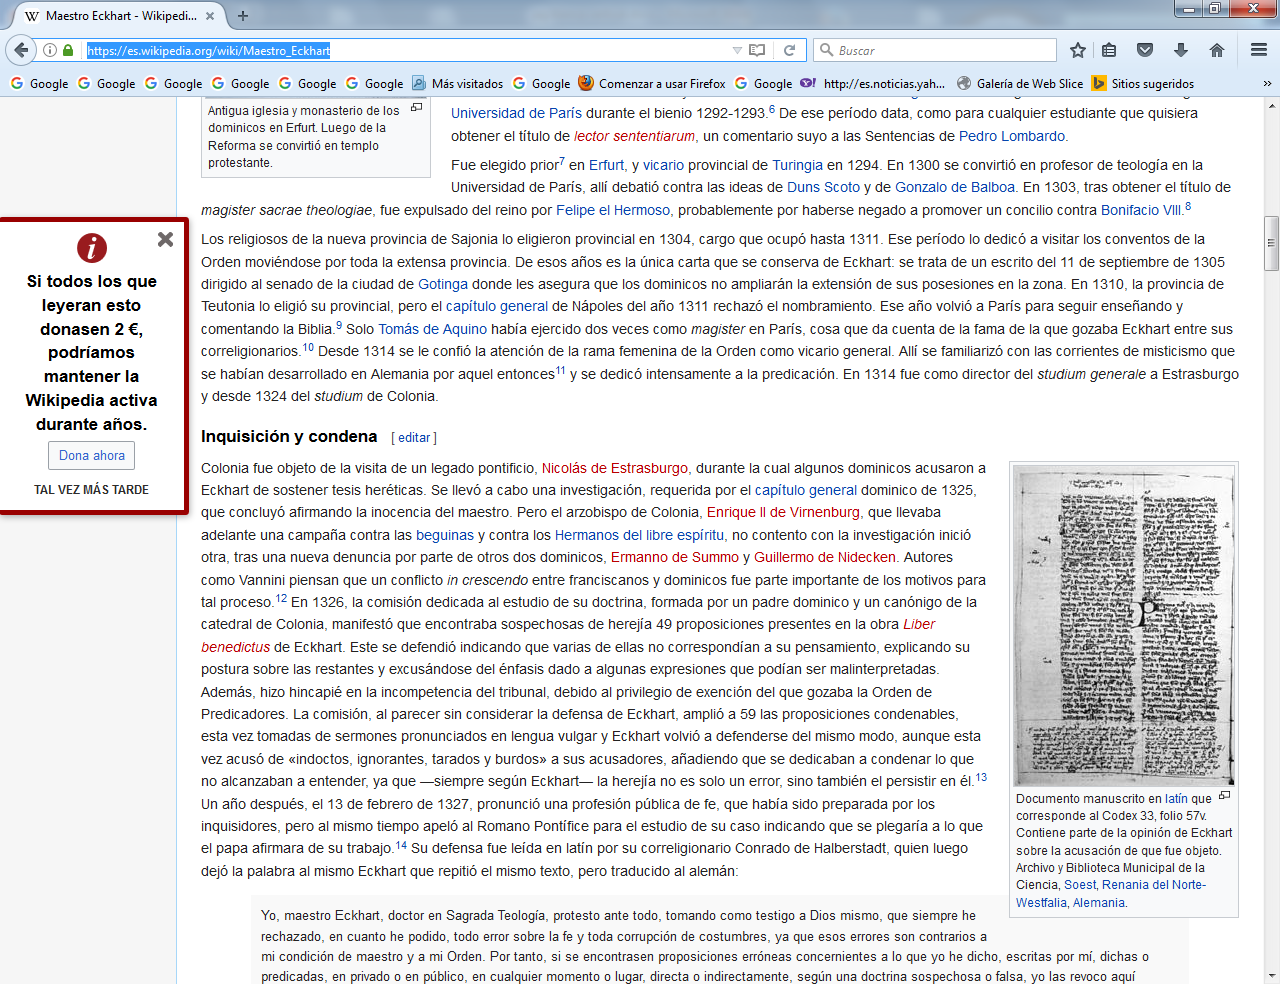 Maestro Eckhart - Wikipedi...
https://es.wikipedia.org/wiki/Maestro_Eckhart
Buscar
Google Google Google Google Google Google Más visitados Google Comenzar a usar Firefox Google http://es.noticias.yah... Galería de Web Slice Sitios sugeridos
Antigua iglesia y monasterio de los
dominicos en Erfurt. Luego de la
Reforma se convirtió en templo
protestante.
Universidad de París durante el bienio 1292-1293.6 De ese período data, como para cualquier estudiante que quisiera
obtener el título de lector sententiarum, un comentario suyo a las Sentencias de Pedro Lombardo.
Fue elegido prior7 en Erfurt, y vicario provincial de Turingia en 1294. En 1300 se convirtió en profesor de teología en la
Universidad de París, allí debatió contra las ideas de Duns Scoto y de Gonzalo de Balboa. En 1303, tras obtener el título de
magister sacrae theologiae, fue expulsado del reino por Felipe el Hermoso, probablemente por haberse negado a promover un concilio contra Bonifacio VIII.8
Los religiosos de la nueva provincia de Sajonia lo eligieron provincial en 1304, cargo que ocupó hasta 1311. Ese período lo dedicó a visitar los conventos de la
Orden moviéndose por toda la extensa provincia. De esos años es la única carta que se conserva de Eckhart: se trata de un escrito del 11 de septiembre de 1305
dirigido al senado de la ciudad de Gotinga donde les asegura que los dominicos no ampliarán la extensión de sus posesiones en la zona. En 1310, la provincia de
Teutonia lo eligió su provincial, pero el capítulo general de Nápoles del año 1311 rechazó el nombramiento. Ese año volvió a París para seguir enseñando y
comentando la Biblia.9 Solo Tomás de Aquino había ejercido dos veces como magister en París, cosa que da cuenta de la fama de la que gozaba Eckhart entre sus
correligionarios.10 Desde 1314 se le confió la atención de la rama femenina de la Orden como vicario general. Allí se familiarizó con las corrientes de misticismo que
se habían desarrollado en Alemania por aquel entonces11 y se dedicó intensamente a la predicación. En 1314 fue como director del studium generale a Estrasburgo
y desde 1324 del studium de Colonia.
Si todos los que
leyeran esto
donasen 2 €,
podríamos
mantener la
Wikipedia activa
durante años.
Dona ahora
TAL VEZ MÁS TARDE
Inquisición y condena [ editar ]
Colonia fue objeto de la visita de un legado pontificio, Nicolás de Estrasburgo, durante la cual algunos dominicos acusaron a
Eckhart de sostener tesis heréticas. Se llevó a cabo una investigación, requerida por el capítulo general dominico de 1325,
que concluyó afirmando la inocencia del maestro. Pero el arzobispo de Colonia, Enrique II de Virnenburg, que llevaba
adelante una campaña contra las beguinas y contra los Hermanos del libre espíritu, no contento con la investigación inició
otra, tras una nueva denuncia por parte de otros dos dominicos, Ermanno de Summo y Guillermo de Nidecken. Autores
como Vannini piensan que un conflicto in crescendo entre franciscanos y dominicos fue parte importante de los motivos para
tal proceso.12 En 1326, la comisión dedicada al estudio de su doctrina, formada por un padre dominico y un canónigo de la
catedral de Colonia, manifestó que encontraba sospechosas de herejía 49 proposiciones presentes en la obra Liber
benedictus de Eckhart. Este se defendió indicando que varias de ellas no correspondían a su pensamiento, explicando su
postura sobre las restantes y excusándose del énfasis dado a algunas expresiones que podían ser malinterpretadas.
Además, hizo hincapié en la incompetencia del tribunal, debido al privilegio de exención del que gozaba la Orden de
Predicadores. La comisión, al parecer sin considerar la defensa de Eckhart, amplió a 59 las proposiciones condenables,
esta vez tomadas de sermones pronunciados en lengua vulgar y Eckhart volvió a defenderse del mismo modo, aunque esta
vez acusó de «indoctos, ignorantes, tarados y burdos» a sus acusadores, añadiendo que se dedicaban a condenar lo que
no alcanzaban a entender, ya que —siempre según Eckhart— la herejía no es solo un error, sino también el persistir en él.13
Un año después, el 13 de febrero de 1327, pronunció una profesión pública de fe, que había sido preparada por los
inquisidores, pero al mismo tiempo apeló al Romano Pontífice para el estudio de su caso indicando que se plegaría a lo que
el papa afirmara de su trabajo.14 Su defensa fue leída en latín por su correligionario Conrado de Halberstadt, quien luego
dejó la palabra al mismo Eckhart que repitió el mismo texto, pero traducido al alemán:
Documento manuscrito en latín que
corresponde al Codex 33, folio 57v.
Contiene parte de la opinión de Eckhart
sobre la acusación de que fue objeto.
Archivo y Biblioteca Municipal de la
Ciencia, Soest, Renania del Norte-
Westfalia, Alemania.
Yo, maestro Eckhart, doctor en Sagrada Teología, protesto ante todo, tomando como testigo a Dios mismo, que siempre he
rechazado, en cuanto he podido, todo error sobre la fe y toda corrupción de costumbres, ya que esos errores son contrarios a
mi condición de maestro y a mi Orden. Por tanto, si se encontrasen proposiciones erróneas concernientes a lo que yo he dicho, escritas por mí, dichas o
predicadas, en privado o en público, en cualquier momento o lugar, directa o indirectamente, según una doctrina sospechosa o falsa, yo las revoco aquí